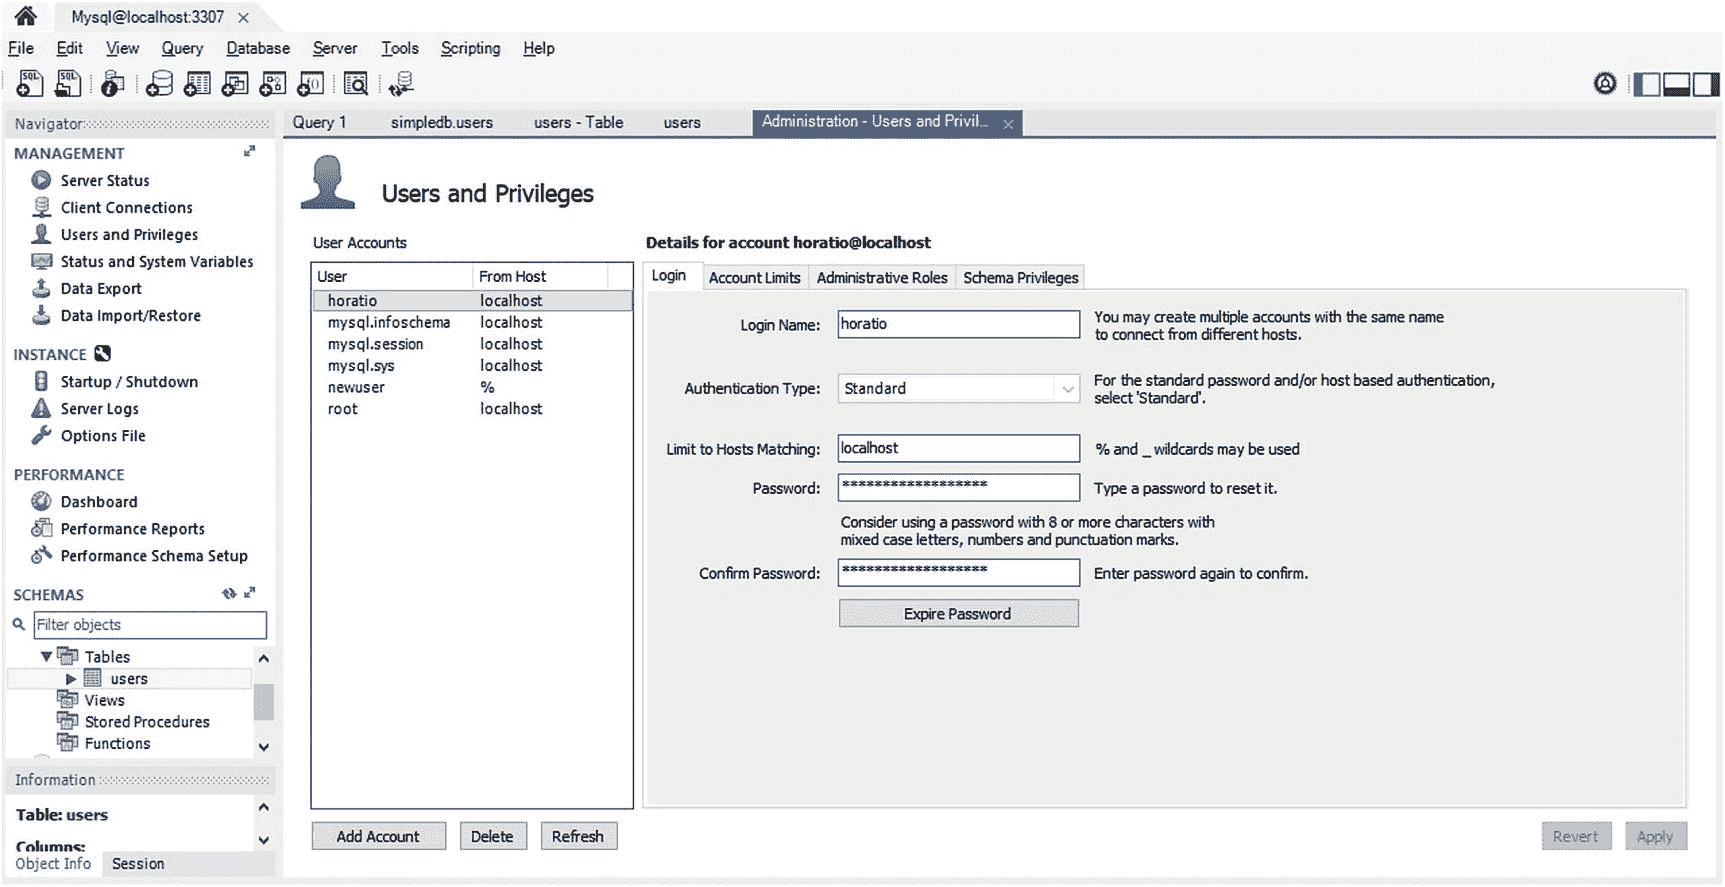 Mysql@localhost:3307
File Edit View Query Database Server Tools Scripting Help
SQL SQL
Navigator
MANAGEMENT
Server Status
Client Connections
Users and Privileges
Status and System Variables
Data Export
Data Import/Restore
INSTANCE
Startup / Shutdown
Server Logs
Options File
PERFORMANCE
Dashboard
Performance Reports
Performance Schema Setup
SCHEMAS
Filter objects
Tables
users
Views
Stored Procedures
Functions
Information
Table: users
Columns:
Object Info Session
Query 1 simpledb.users users - Table users Administration - Users and Privil...
Users and Privileges
User Accounts
User From Host
horatio localhost
mysql.infoschema localhost
mysql.session localhost
mysql.sys localhost
newuser %
root localhost
Add Account Delete Refresh
Details for account horatio@localhost
Login Account Limits Administrative Roles Schema Privileges
Login Name: horatio
You may create multiple accounts with the same name
to connect from different hosts.
Authentication Type: Standard
For the standard password and/or host based authentication,
select 'Standard'.
Limit to Hosts Matching: localhost % and _ wildcards may be used
Password: ****************** Type a password to reset it.
Consider using a password with 8 or more characters with
mixed case letters, numbers and punctuation marks.
Confirm Password: ****************** Enter password again to confirm.
Expire Password
Revert Apply